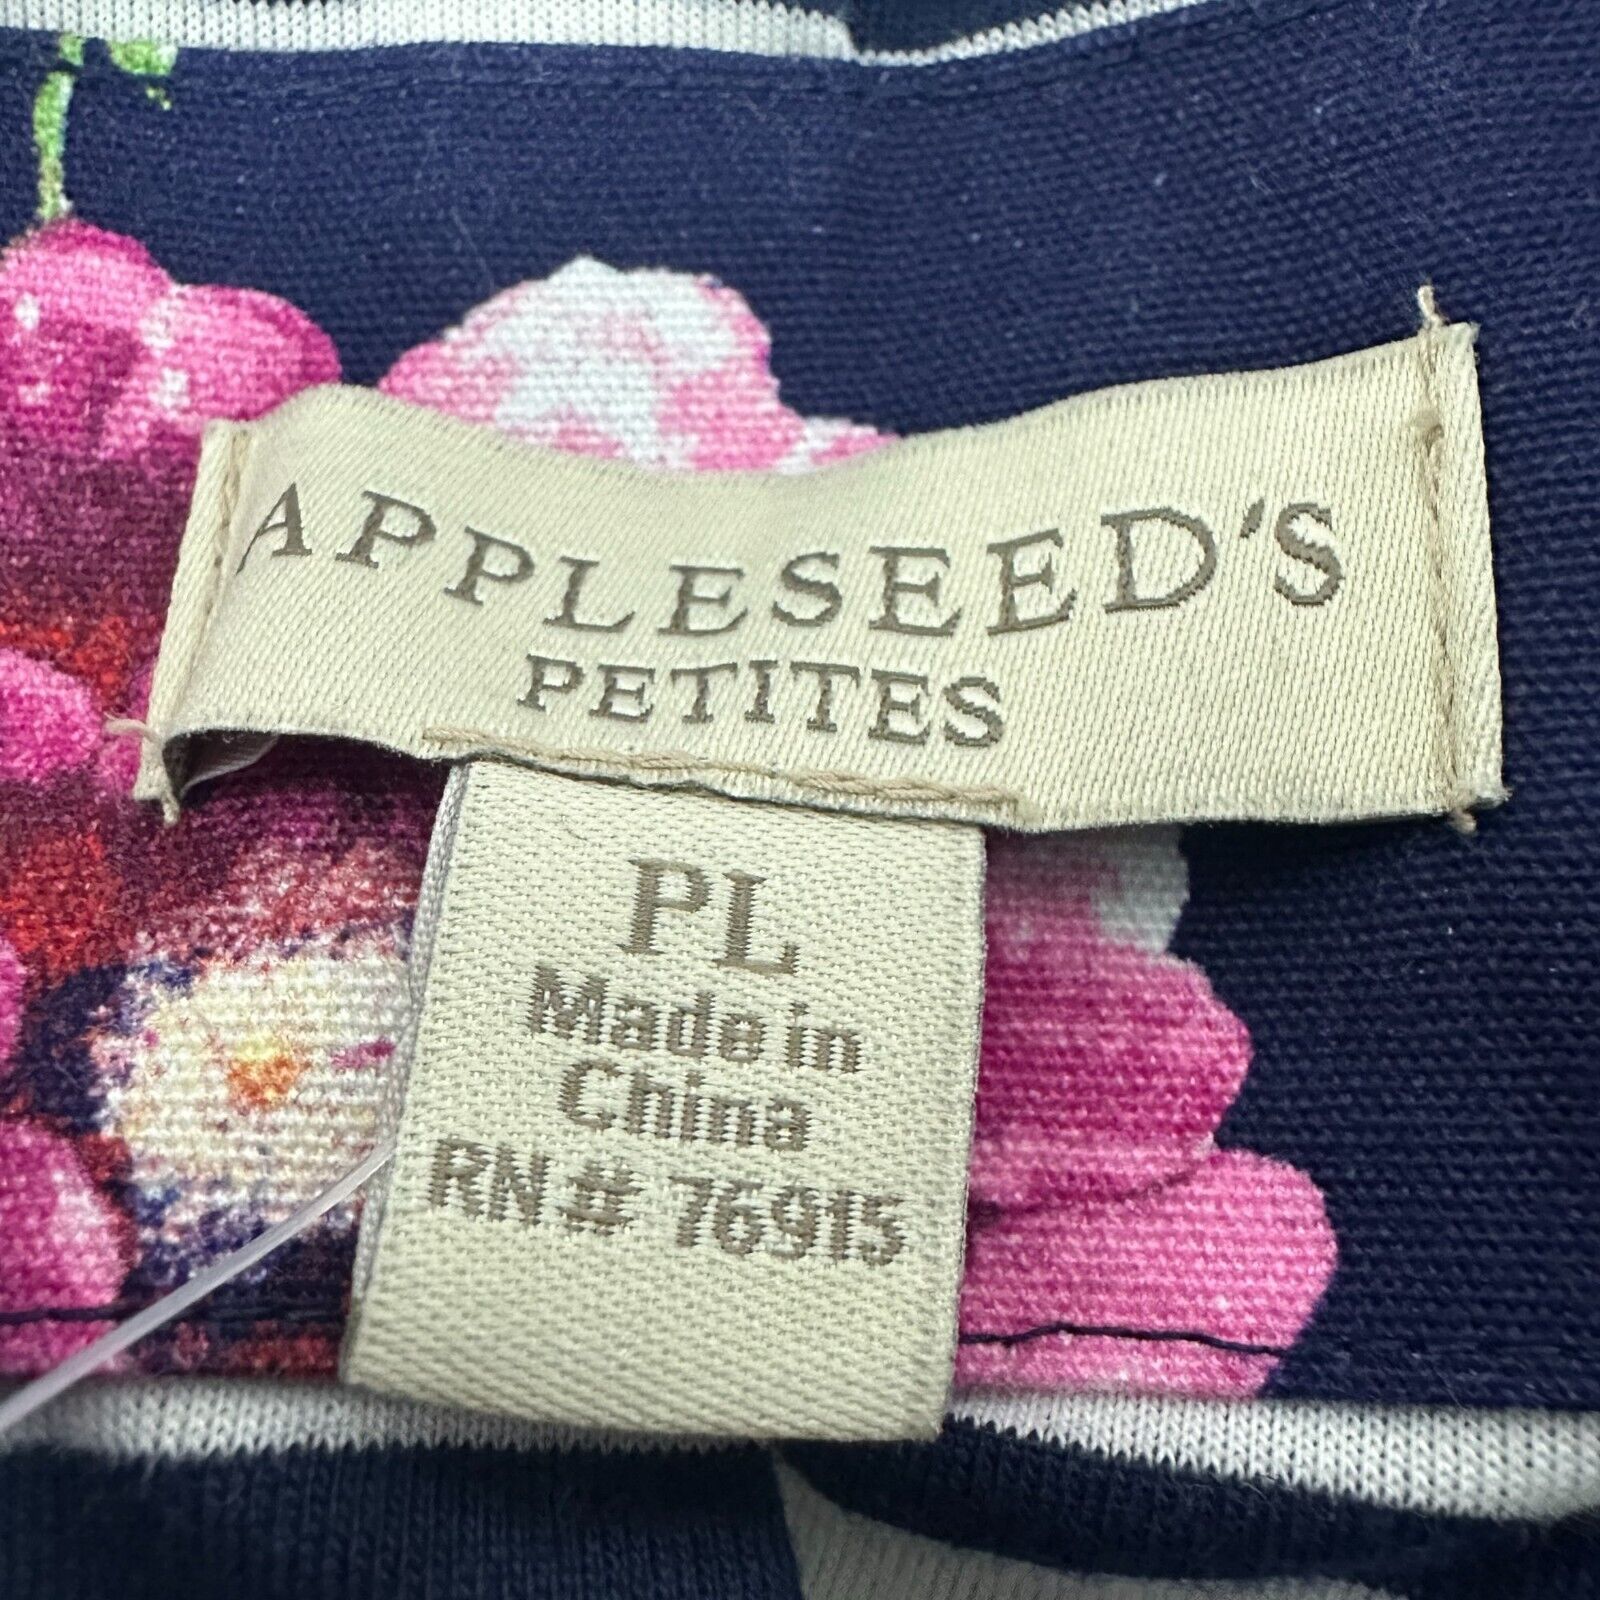 APPLESEED'S
PETITES
PL
Made in
China
RN # 76915